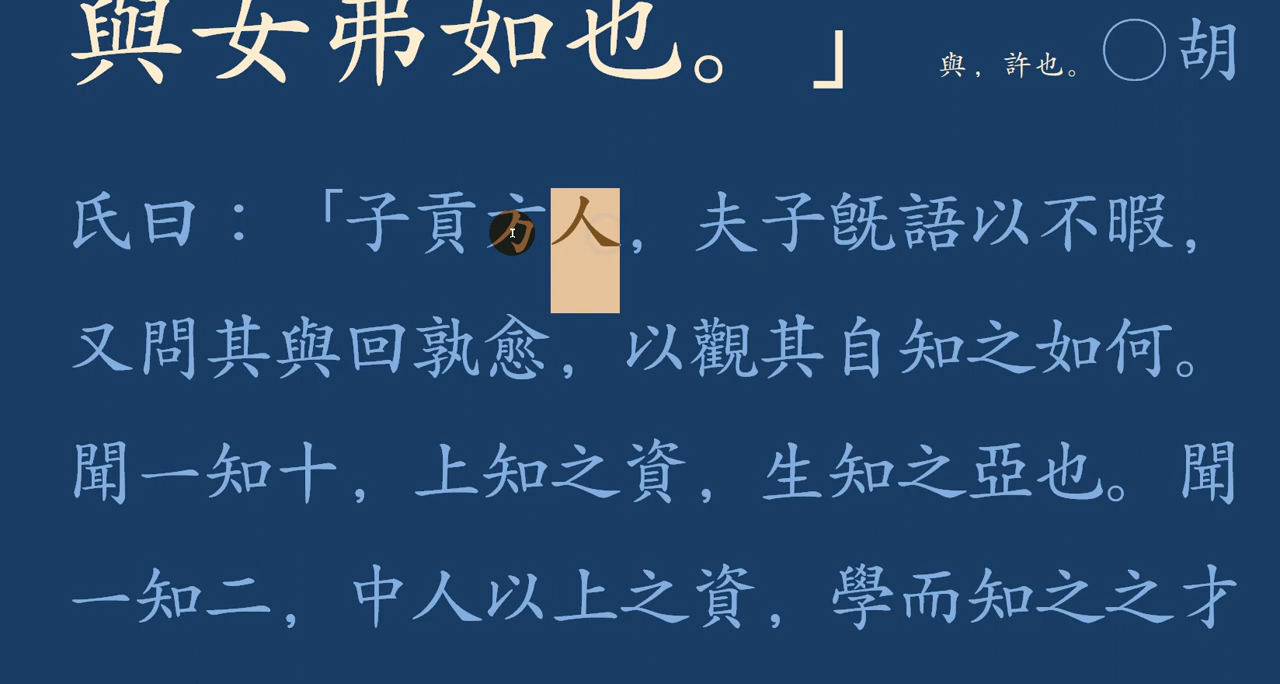 與女弗如也。」 與，許也。◯胡
氏曰：「子貢方人，夫子既語以不暇，
又問其與回孰愈，以觀其自知之如何。
聞一知十，上知之資，生知之亞也。聞
一知二，中人以上之資，學而知之之才